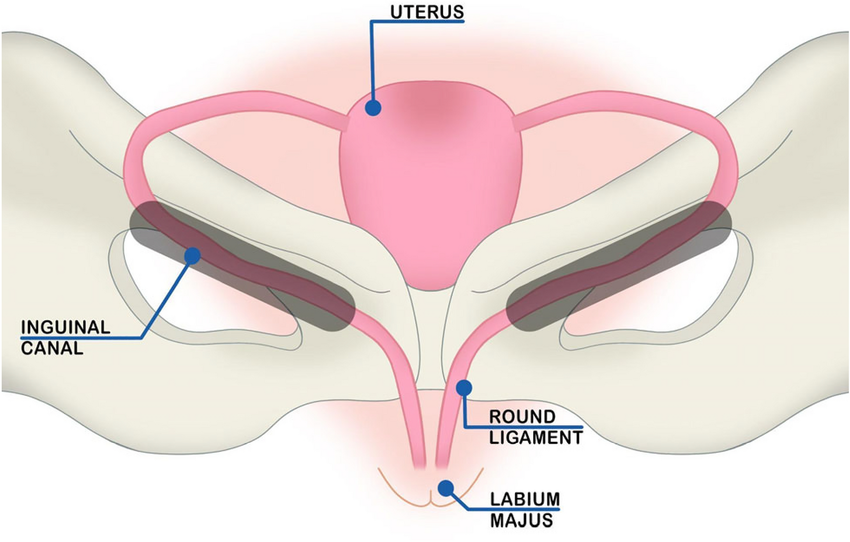 UTERUS
INGUINAL
CANAL
ROUND
LIGAMENT
LABIUM
MAJUS